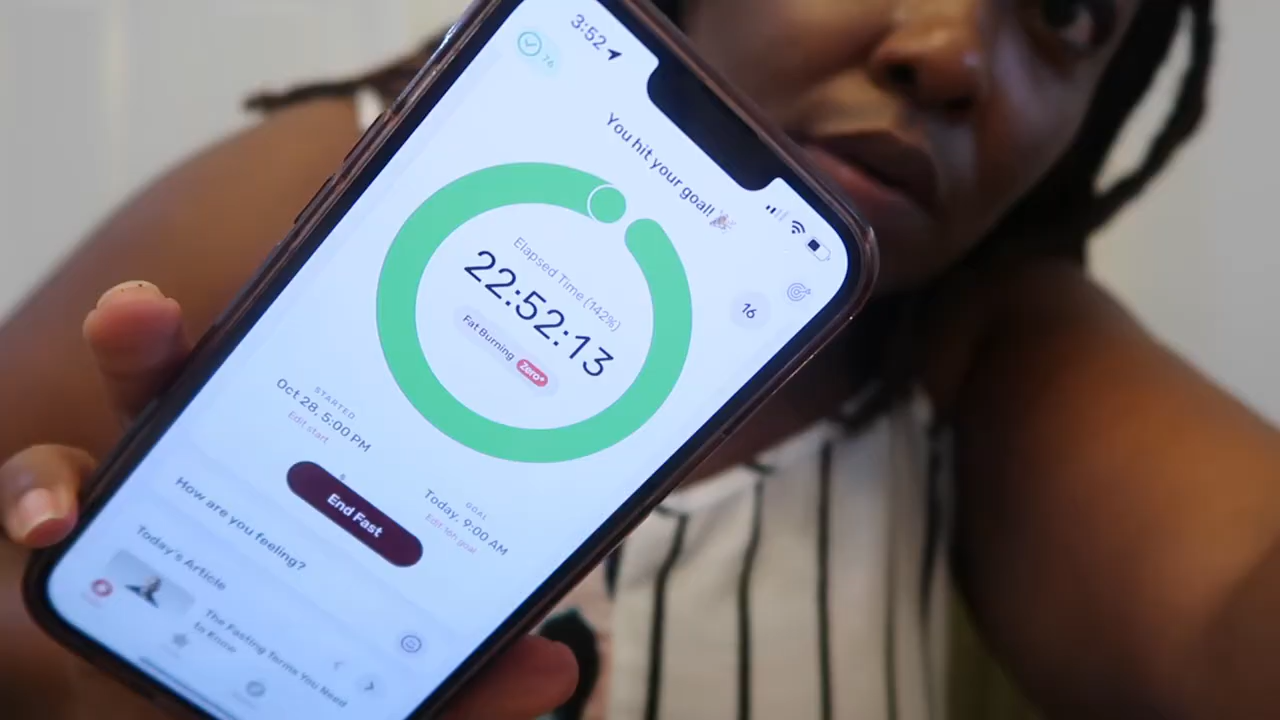 3:52
76
You hit your goal! 🎉
16
Elapsed Time (142%)
22:52:13
Fat Burning Zero+
STARTED
Oct 28, 5:00 PM
Edit start
GOAL
Today, 9:00 AM
Edit 16h goal
End Fast
How are you feeling?
Today's Article
The Fasting Terms You Need
to Know